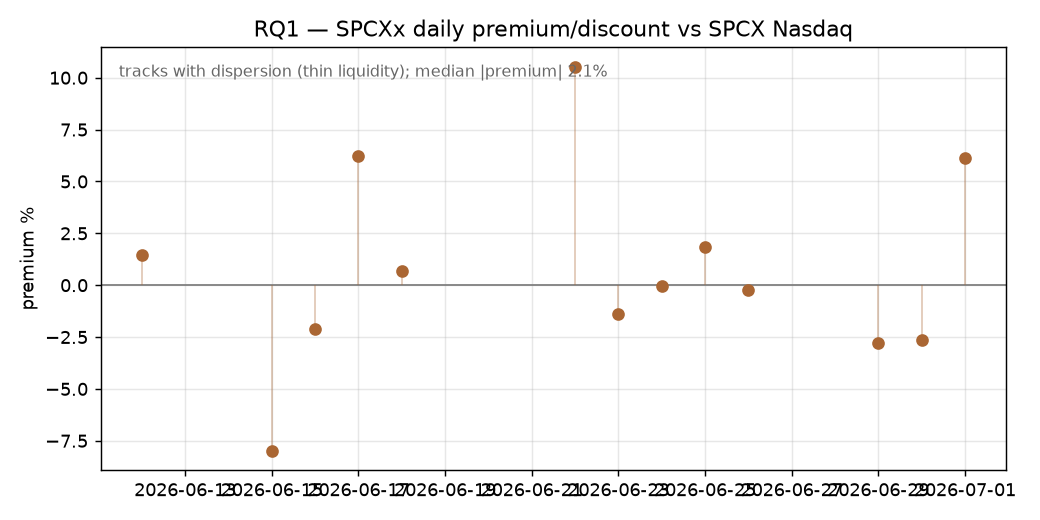 RQ1 — SPCXx daily premium/discount vs SPCX Nasdaq
tracks with dispersion (thin liquidity); median |premium| 2.1%
premium %
10.0
7.5
5.0
2.5
0.0
−2.5
−5.0
−7.5
2026-06-13 2026-06-15 2026-06-17 2026-06-19 2026-06-21 2026-06-23 2026-06-25 2026-06-27 2026-06-29 2026-07-01